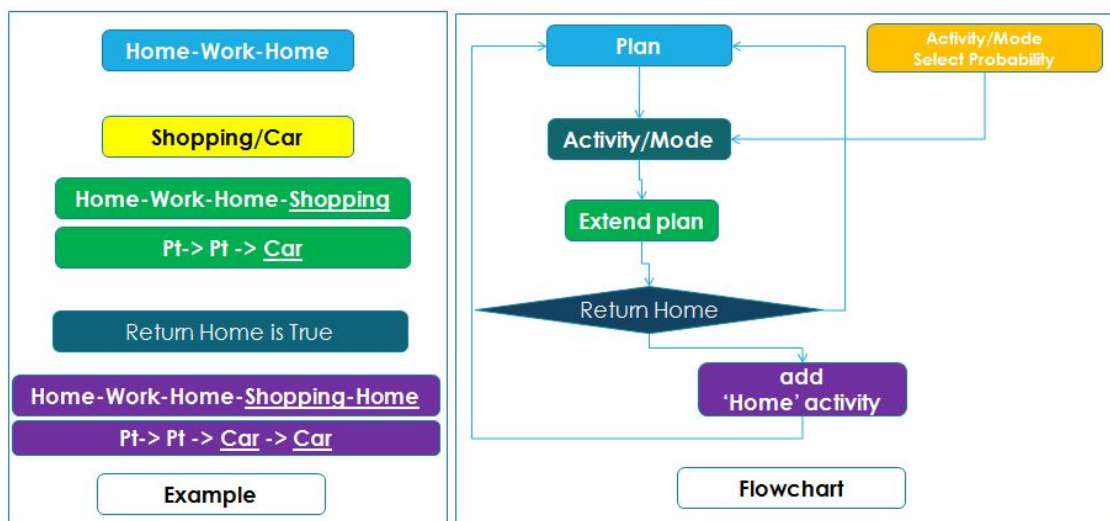 Home-Work-Home
Shopping/Car
Home-Work-Home-Shopping
Pt-> Pt -> Car
Return Home is True
Home-Work-Home-Shopping-Home
Pt-> Pt -> Car -> Car
Example
Plan
Activity/Mode
Select Probability
Activity/Mode
Extend plan
Return Home
add
‘Home’ activity
Flowchart